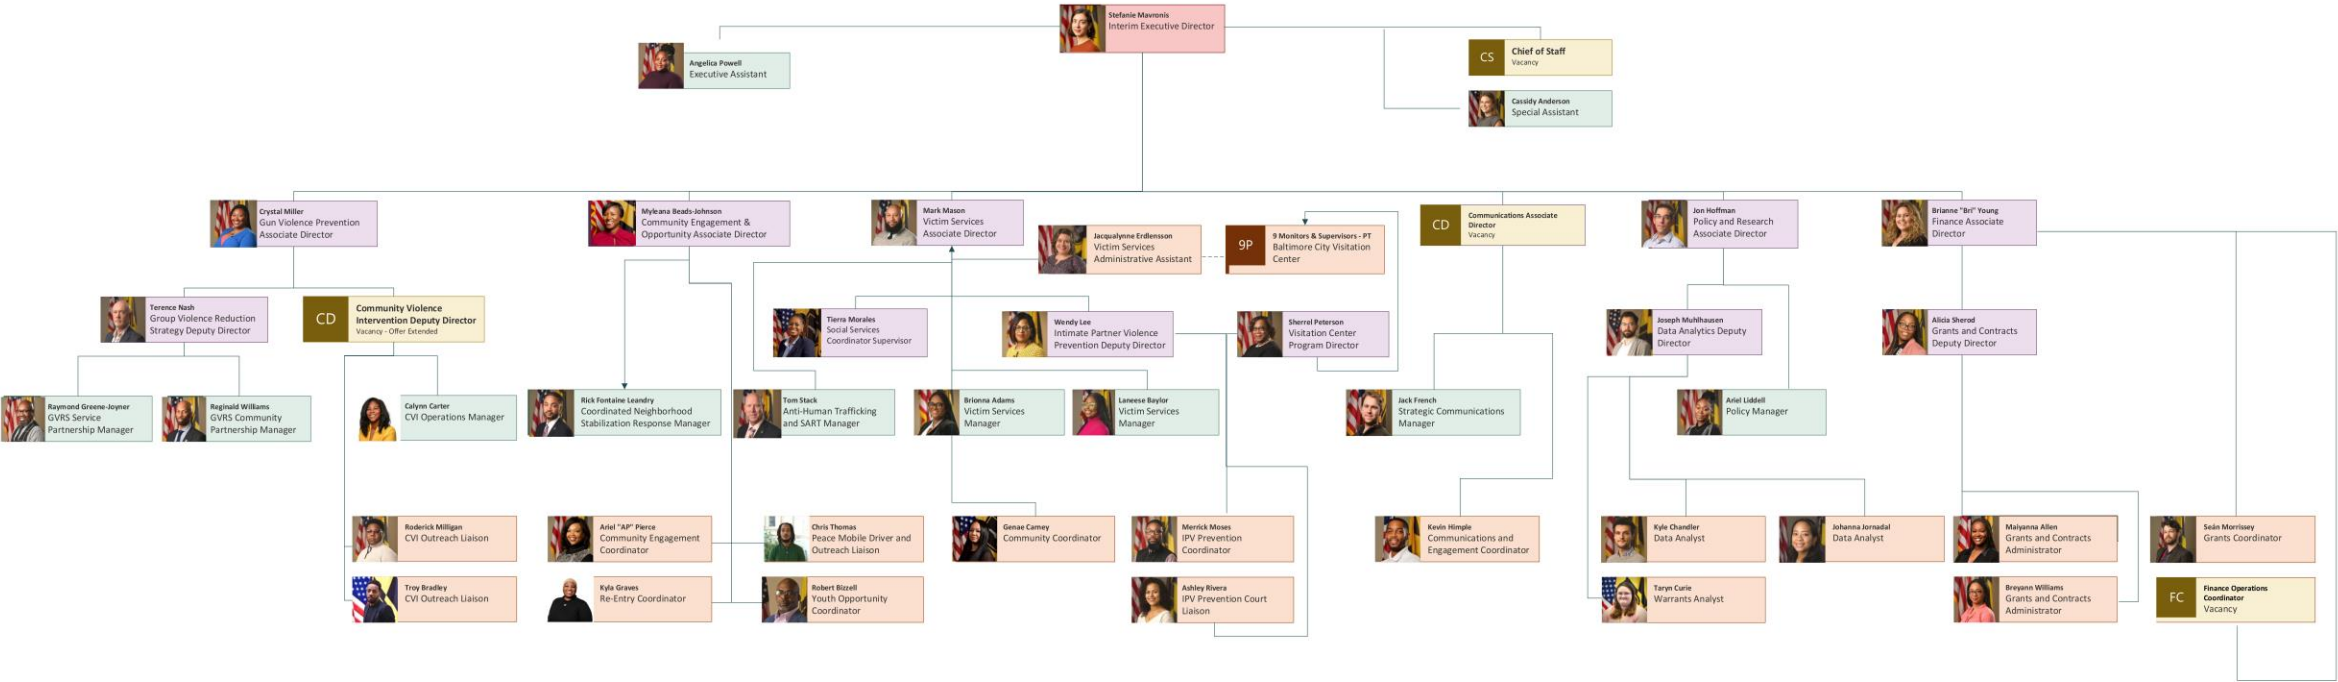 Stefanie Mavronis
Interim Executive Director
Angelica Powell
Executive Assistant
CS
Chief of Staff
Vacancy
Cassidy Anderson
Special Assistant
Crystal Miller
Gun Violence Prevention
Associate Director
Myleana Beads-Johnson
Community Engagement &
Opportunity Associate Director
Mark Mason
Victim Services
Associate Director
Jacqualynne Erdlensson
Victim Services
Administrative Assistant
9P
9 Monitors & Supervisors - PT
Baltimore City Visitation
Center
CD
Communications Associate
Director
Vacancy
Jon Hoffman
Policy and Research
Associate Director
Brianne "Bri" Young
Finance Associate
Director
Terence Nash
Group Violence Reduction
Strategy Deputy Director
CD
Community Violence
Intervention Deputy Director
Vacancy - Offer Extended
Tierra Morales
Social Services
Coordinator Supervisor
Wendy Lee
Intimate Partner Violence
Prevention Deputy Director
Sherrel Peterson
Visitation Center
Program Director
Joseph Muhlhausen
Data Analytics Deputy
Director
Alicia Sherod
Grants and Contracts
Deputy Director
Raymond Greene-Joyner
GVRS Service
Partnership Manager
Reginald Williams
GVRS Community
Partnership Manager
Calynn Carter
CVI Operations Manager
Rick Fontaine Leandry
Coordinated Neighborhood
Stabilization Response Manager
Tom Stack
Anti-Human Trafficking
and SART Manager
Brionna Adams
Victim Services
Manager
Laneese Baylor
Victim Services
Manager
Jack French
Strategic Communications
Manager
Ariel Liddell
Policy Manager
Roderick Milligan
CVI Outreach Liaison
Ariel "AP" Pierce
Community Engagement
Coordinator
Chris Thomas
Peace Mobile Driver and
Outreach Liaison
Genae Camey
Community Coordinator
Merrick Moses
IPV Prevention
Coordinator
Kevin Himple
Communications and
Engagement Coordinator
Kyle Chandler
Data Analyst
Johanna Jornadal
Data Analyst
Maiyanna Allen
Grants and Contracts
Administrator
Seán Morrissey
Grants Coordinator
Troy Bradley
CVI Outreach Liaison
Kyla Graves
Re-Entry Coordinator
Robert Bizzell
Youth Opportunity
Coordinator
Ashley Rivera
IPV Prevention Court
Liaison
Taryn Curie
Warrants Analyst
Breyann Williams
Grants and Contracts
Administrator
FC
Finance Operations
Coordinator
Vacancy